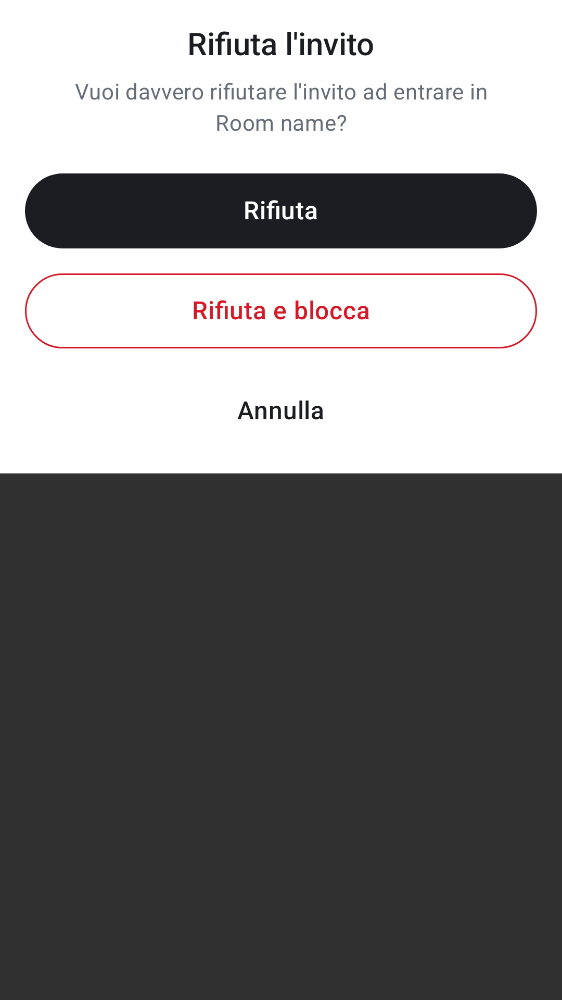 Rifiuta l'invito
Vuoi davvero rifiutare l'invito ad entrare in
Room name?
Rifiuta
Rifiuta e blocca
Annulla